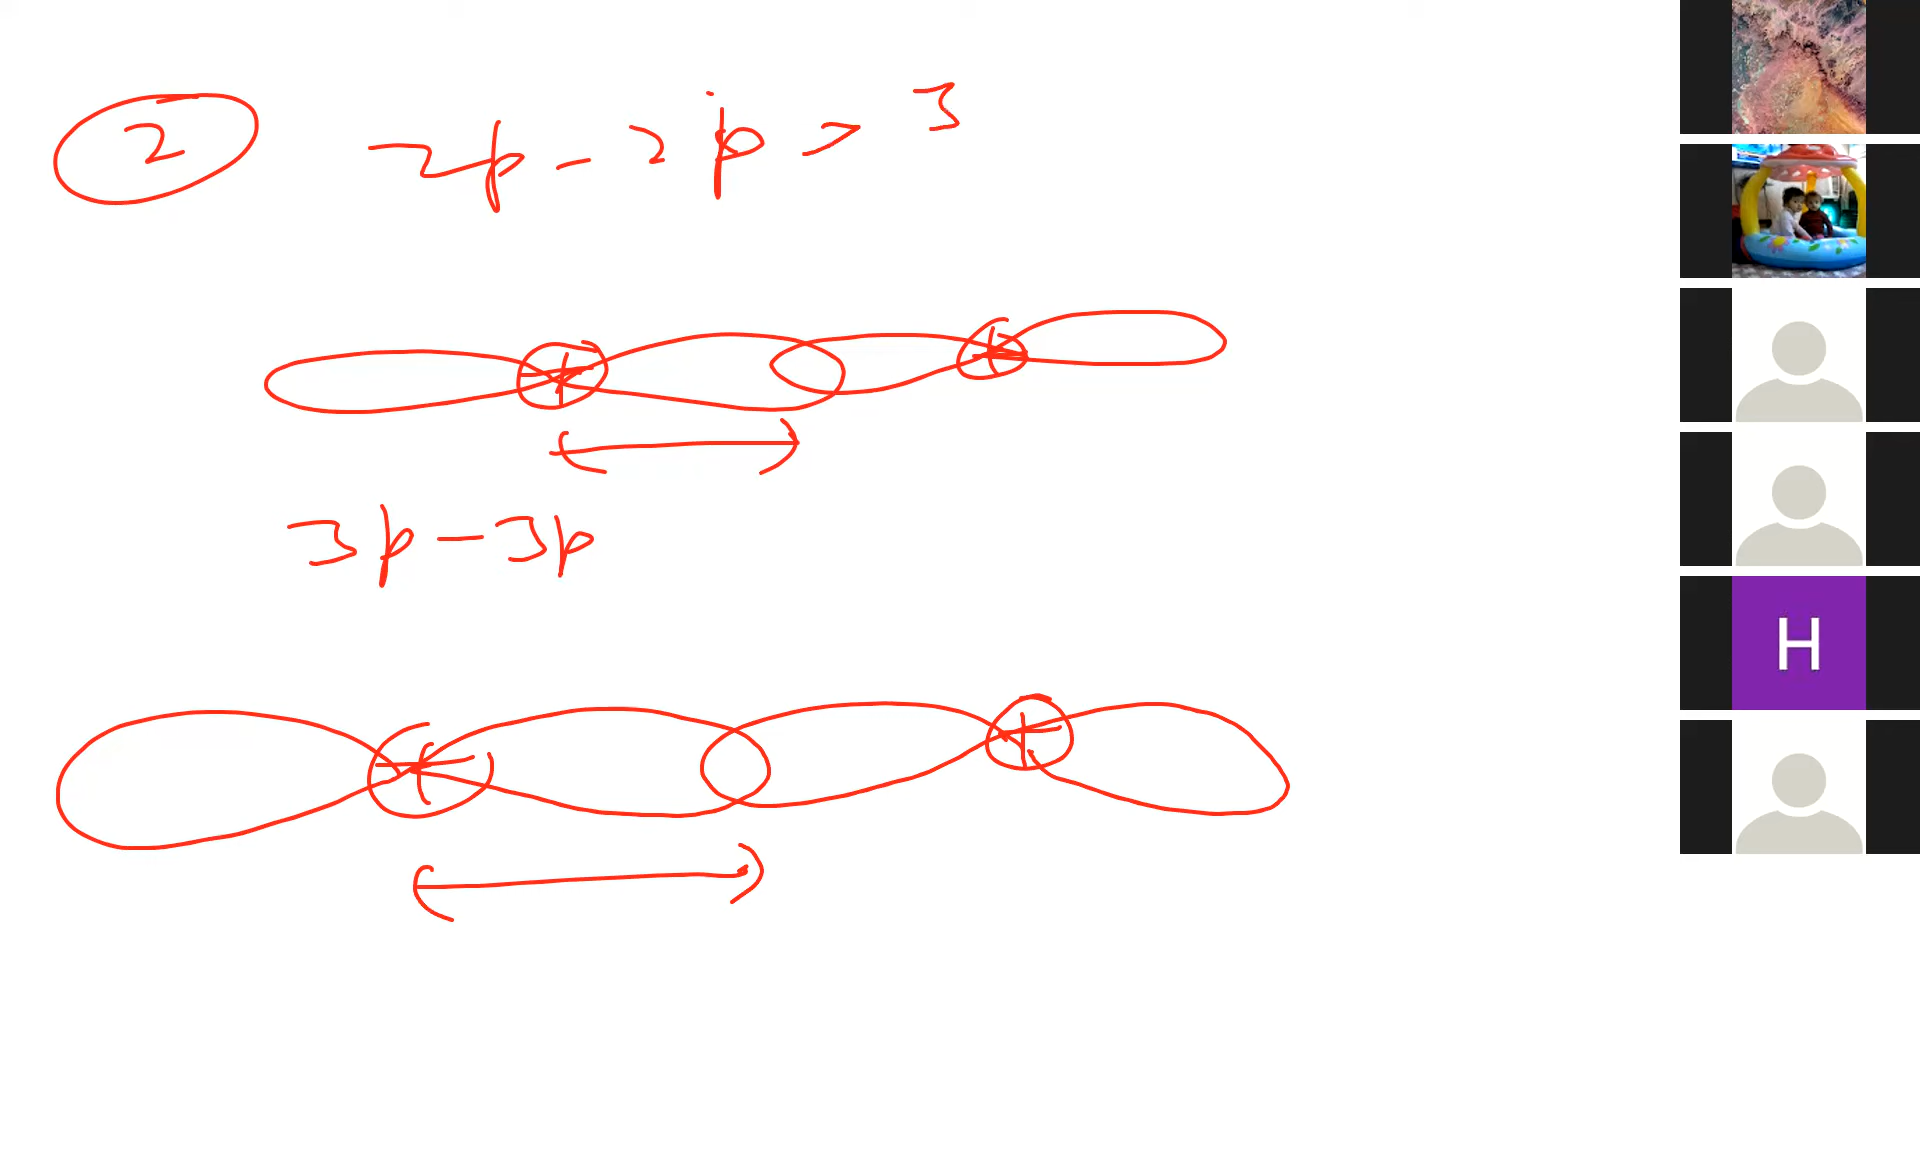 2
2p - 2p > 3
+ +
3p - 3p
+ +
H